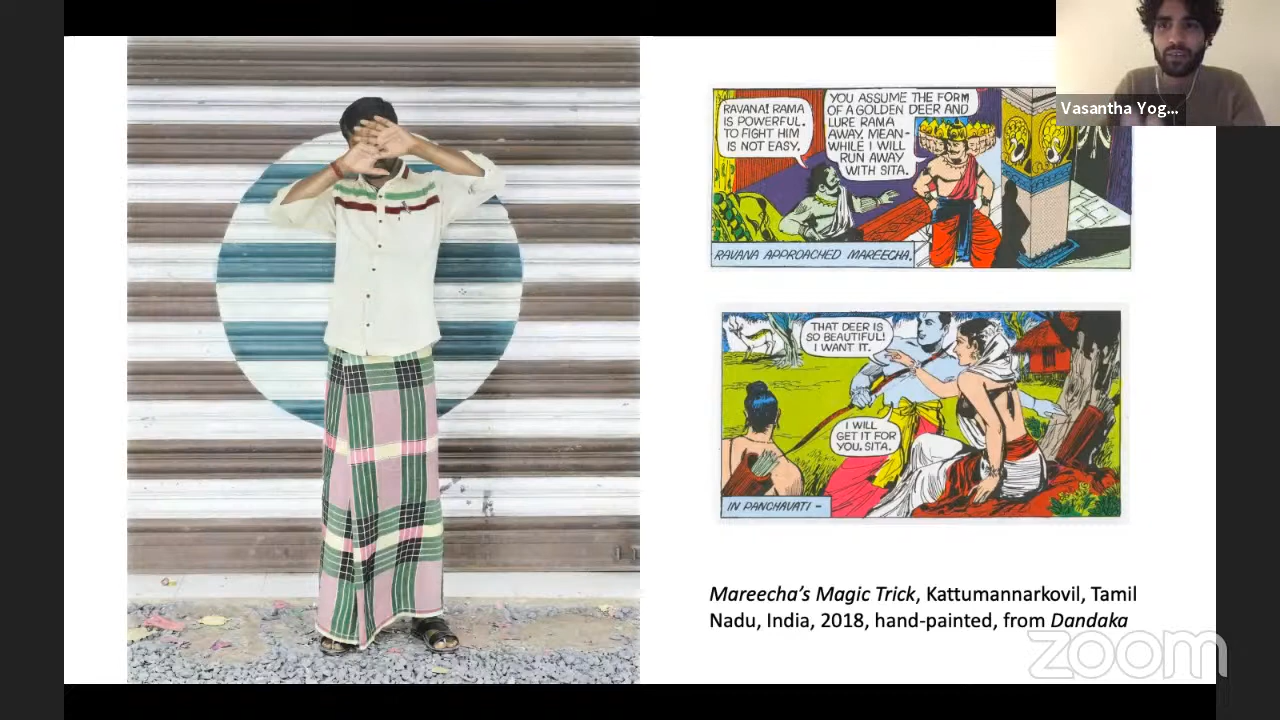 Vasantha Yog...
RAVANA! RAMA
IS POWERFUL.
TO FIGHT HIM
IS NOT EASY.
YOU ASSUME THE FORM
OF A GOLDEN DEER AND
LURE RAMA
AWAY. MEAN-
WHILE I WILL
RUN AWAY
WITH SITA.
RAVANA APPROACHED MAREECHA.
THAT DEER IS
SO BEAUTIFUL!
I WANT IT.
I WILL
GET IT FOR
YOU, SITA.
IN PANCHAVATI –
Mareecha’s Magic Trick, Kattumannarkovil, Tamil
Nadu, India, 2018, hand-painted, from Dandaka
zoom